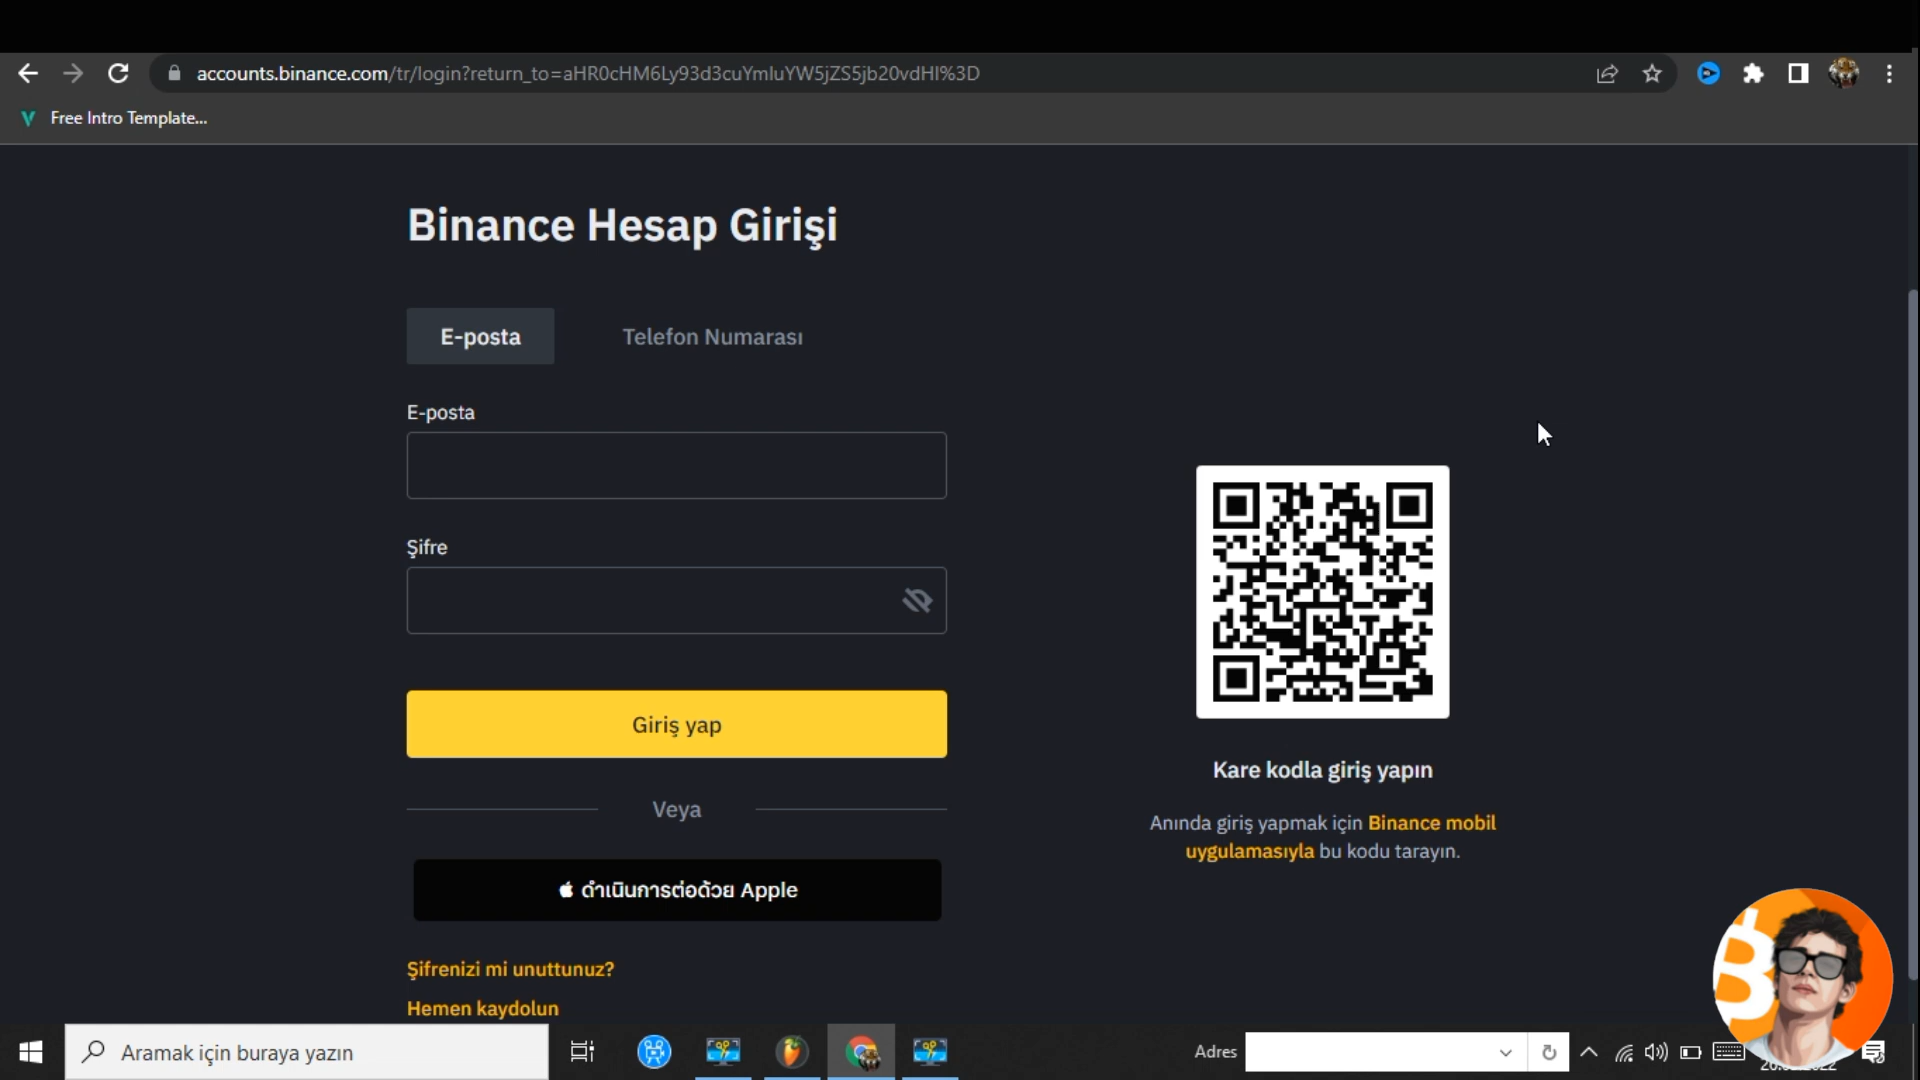 accounts.binance.com/tr/login?return_to=aHR0cHM6Ly93d3cuYmluYW5jZS5jb20vdHI%3D
Free Intro Template...
Binance Hesap Girişi
E-posta
Telefon Numarası
E-posta
Şifre
Giriş yap
Veya
ดำเนินการต่อด้วย Apple
Şifrenizi mi unuttunuz?
Hemen kaydolun
Kare kodla giriş yapın
Anında giriş yapmak için Binance mobil
uygulamasıyla bu kodu tarayın.
Aramak için buraya yazın
Adres